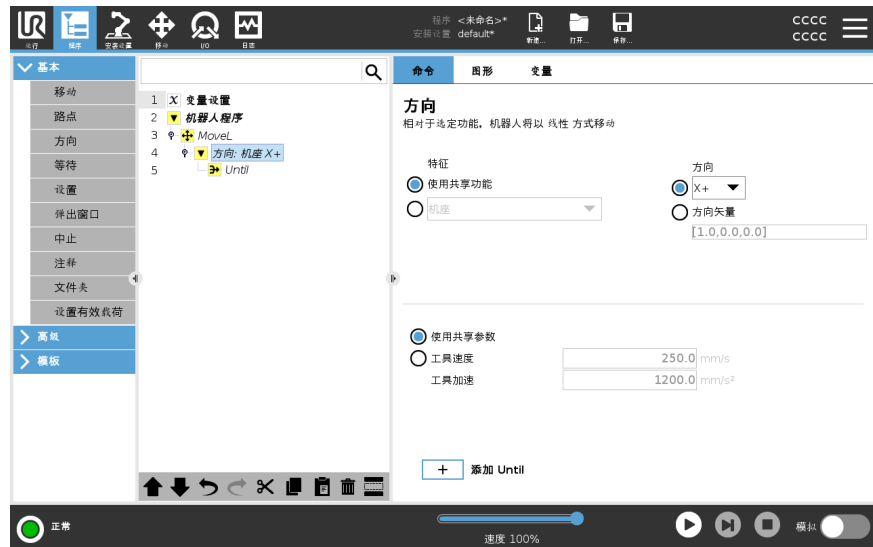 UR
运行
程序
安装设置
移动
I/O
日志
程序 <未命名>*
安装设置 default*
新建...
打开...
保存...
cccc
cccc
基本
移动
路点
方向
等待
设置
弹出窗口
中止
注释
文件夹
设置有效载荷
高级
模板
1 X 变量设置
2 机器人程序
3 MoveL
4 方向: 机座 X+
5 Until
命令 图形 变量
方向
相对于选定功能，机器人将以 线性 方式移动
特征
使用共享功能
机座
方向
X+
方向矢量
[1.0,0.0,0.0]
使用共享参数
工具速度 250.0 mm/s
工具加速 1200.0 mm/s²
+ 添加 Until
正常
速度 100%
模拟